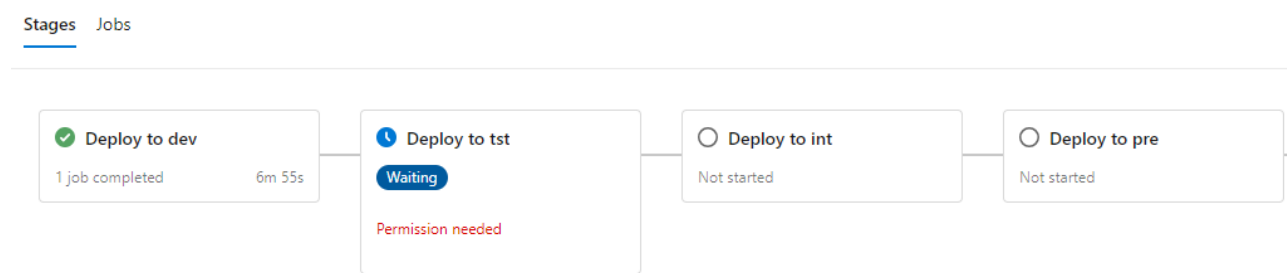 Stages Jobs
Deploy to dev
1 job completed 6m 55s
Deploy to tst
Waiting
Permission needed
Deploy to int
Not started
Deploy to pre
Not started